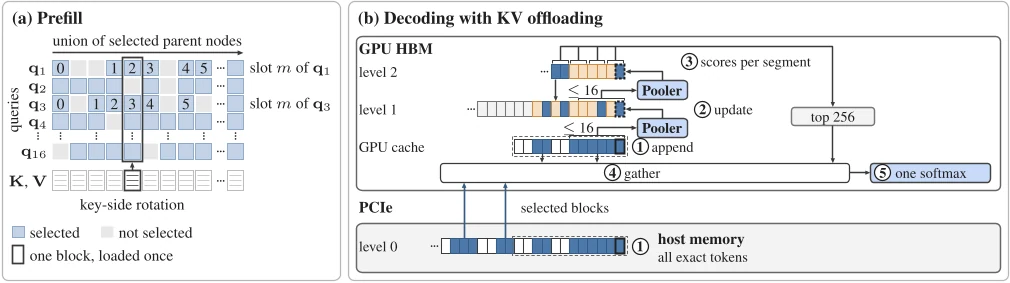 (a) Prefill
union of selected parent nodes
q1 0 1 2 3 4 5 ... slot m of q1
q2 ...
q3 0 1 2 3 4 5 ... slot m of q3
q4 ...
queries
q16 ...
K, V ...
key-side rotation
selected not selected
one block, loaded once
(b) Decoding with KV offloading
GPU HBM
level 2 ... 3 scores per segment
≤ 16 Pooler
level 1 ... 2 update
top 256
≤ 16 Pooler
GPU cache 1 append
4 gather 5 one softmax
PCIe selected blocks
level 0 ... 1 host memory
all exact tokens